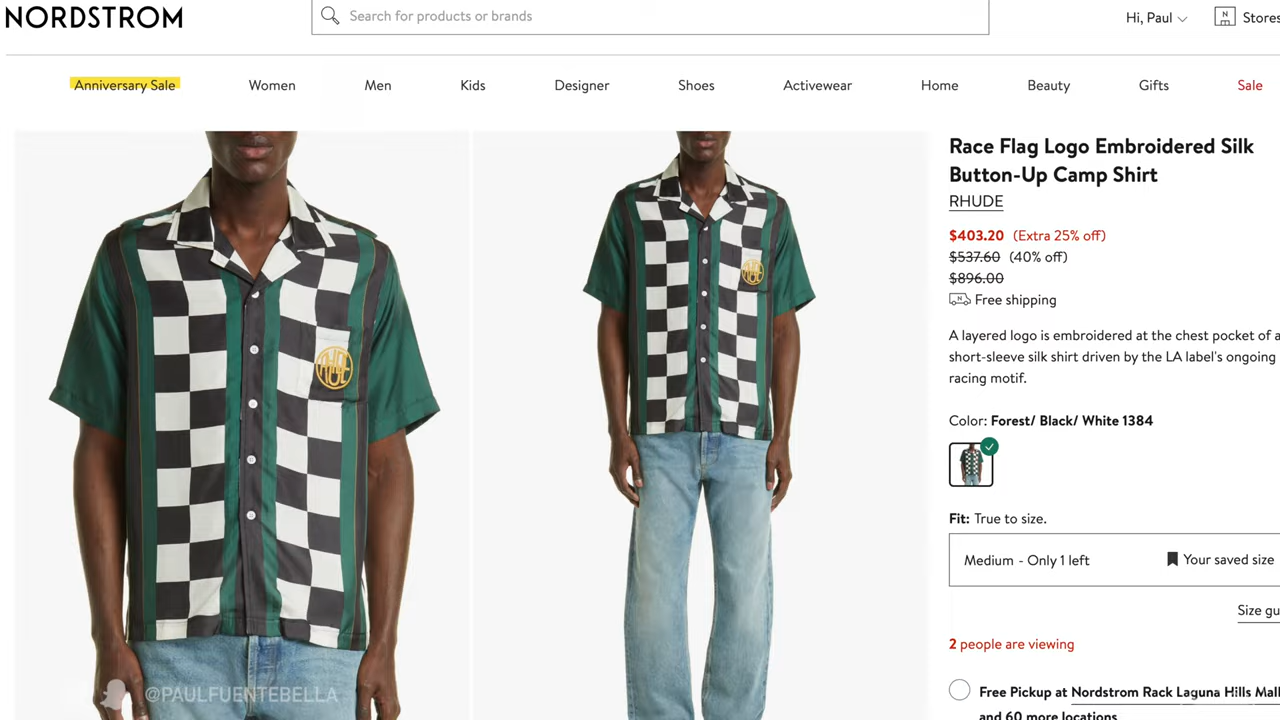 NORDSTROM
Search for products or brands
Hi, Paul
N
Stores
Anniversary Sale
Women
Men
Kids
Designer
Shoes
Activewear
Home
Beauty
Gifts
Sale
Race Flag Logo Embroidered Silk
Button-Up Camp Shirt
RHUDE
$403.20 (Extra 25% off)
$537.60 (40% off)
$896.00
N Free shipping
A layered logo is embroidered at the chest pocket of a
short-sleeve silk shirt driven by the LA label's ongoing
racing motif.
Color: Forest/ Black/ White 1384
Fit: True to size.
Medium - Only 1 left
Your saved size
Size gu
2 people are viewing
Free Pickup at Nordstrom Rack Laguna Hills Mall
and 60 more locations
RHUDE
RHUDE
@PAULFUENTEBELLA